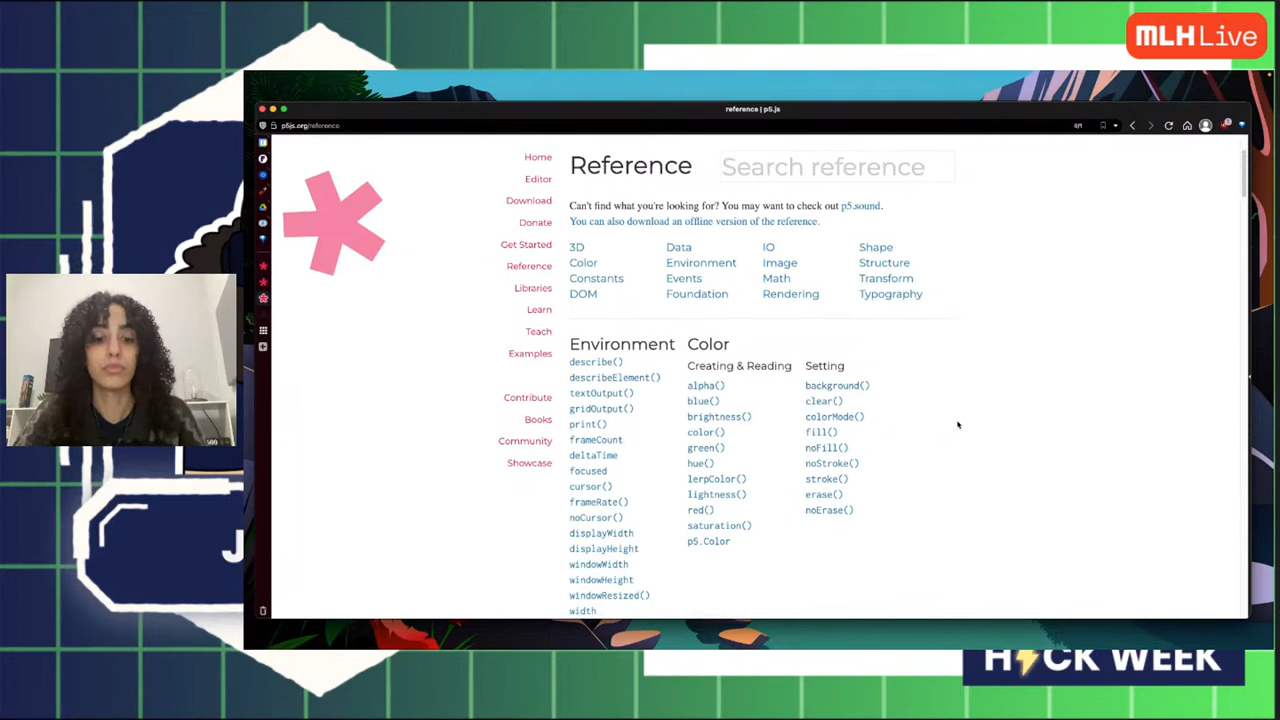 MLH Live
reference | p5.js
p5js.org/reference
0/1
Home
Editor
Download
Donate
Get Started
Reference
Libraries
Learn
Teach
Examples
Contribute
Books
Community
Showcase
Reference
Search reference
Can't find what you're looking for? You may want to check out p5.sound.
You can also download an offline version of the reference.
3D
Color
Constants
DOM
Data
Environment
Events
Foundation
IO
Image
Math
Rendering
Shape
Structure
Transform
Typography
Environment
describe()
describeElement()
textOutput()
gridOutput()
print()
frameCount
deltaTime
focused
cursor()
frameRate()
noCursor()
displayWidth
displayHeight
windowWidth
windowHeight
windowResized()
width
Color
Creating & Reading
alpha()
blue()
brightness()
color()
green()
hue()
lerpColor()
lightness()
red()
saturation()
p5.Color
Setting
background()
clear()
colorMode()
fill()
noFill()
noStroke()
stroke()
erase()
noErase()
J
H⚡CK WEEK